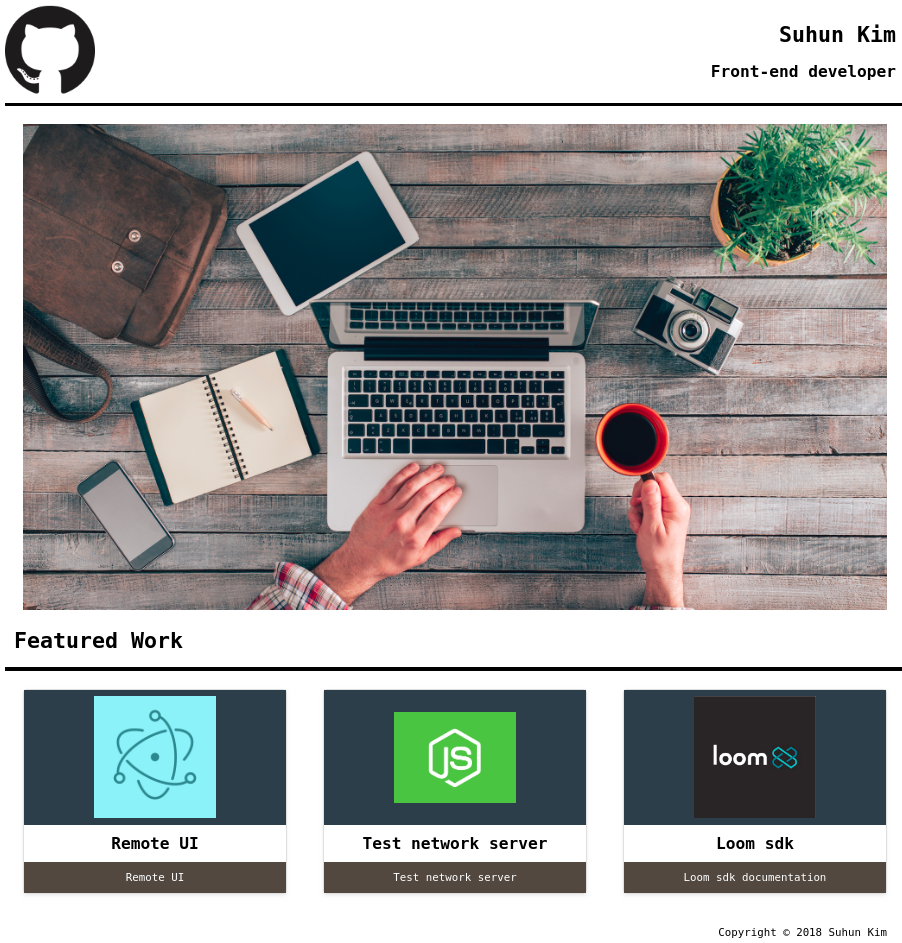 Suhun Kim
Front-end developer
Featured Work
JS
loom
Remote UI
Test network server
Loom sdk
Remote UI
Test network server
Loom sdk documentation
Copyright © 2018 Suhun Kim